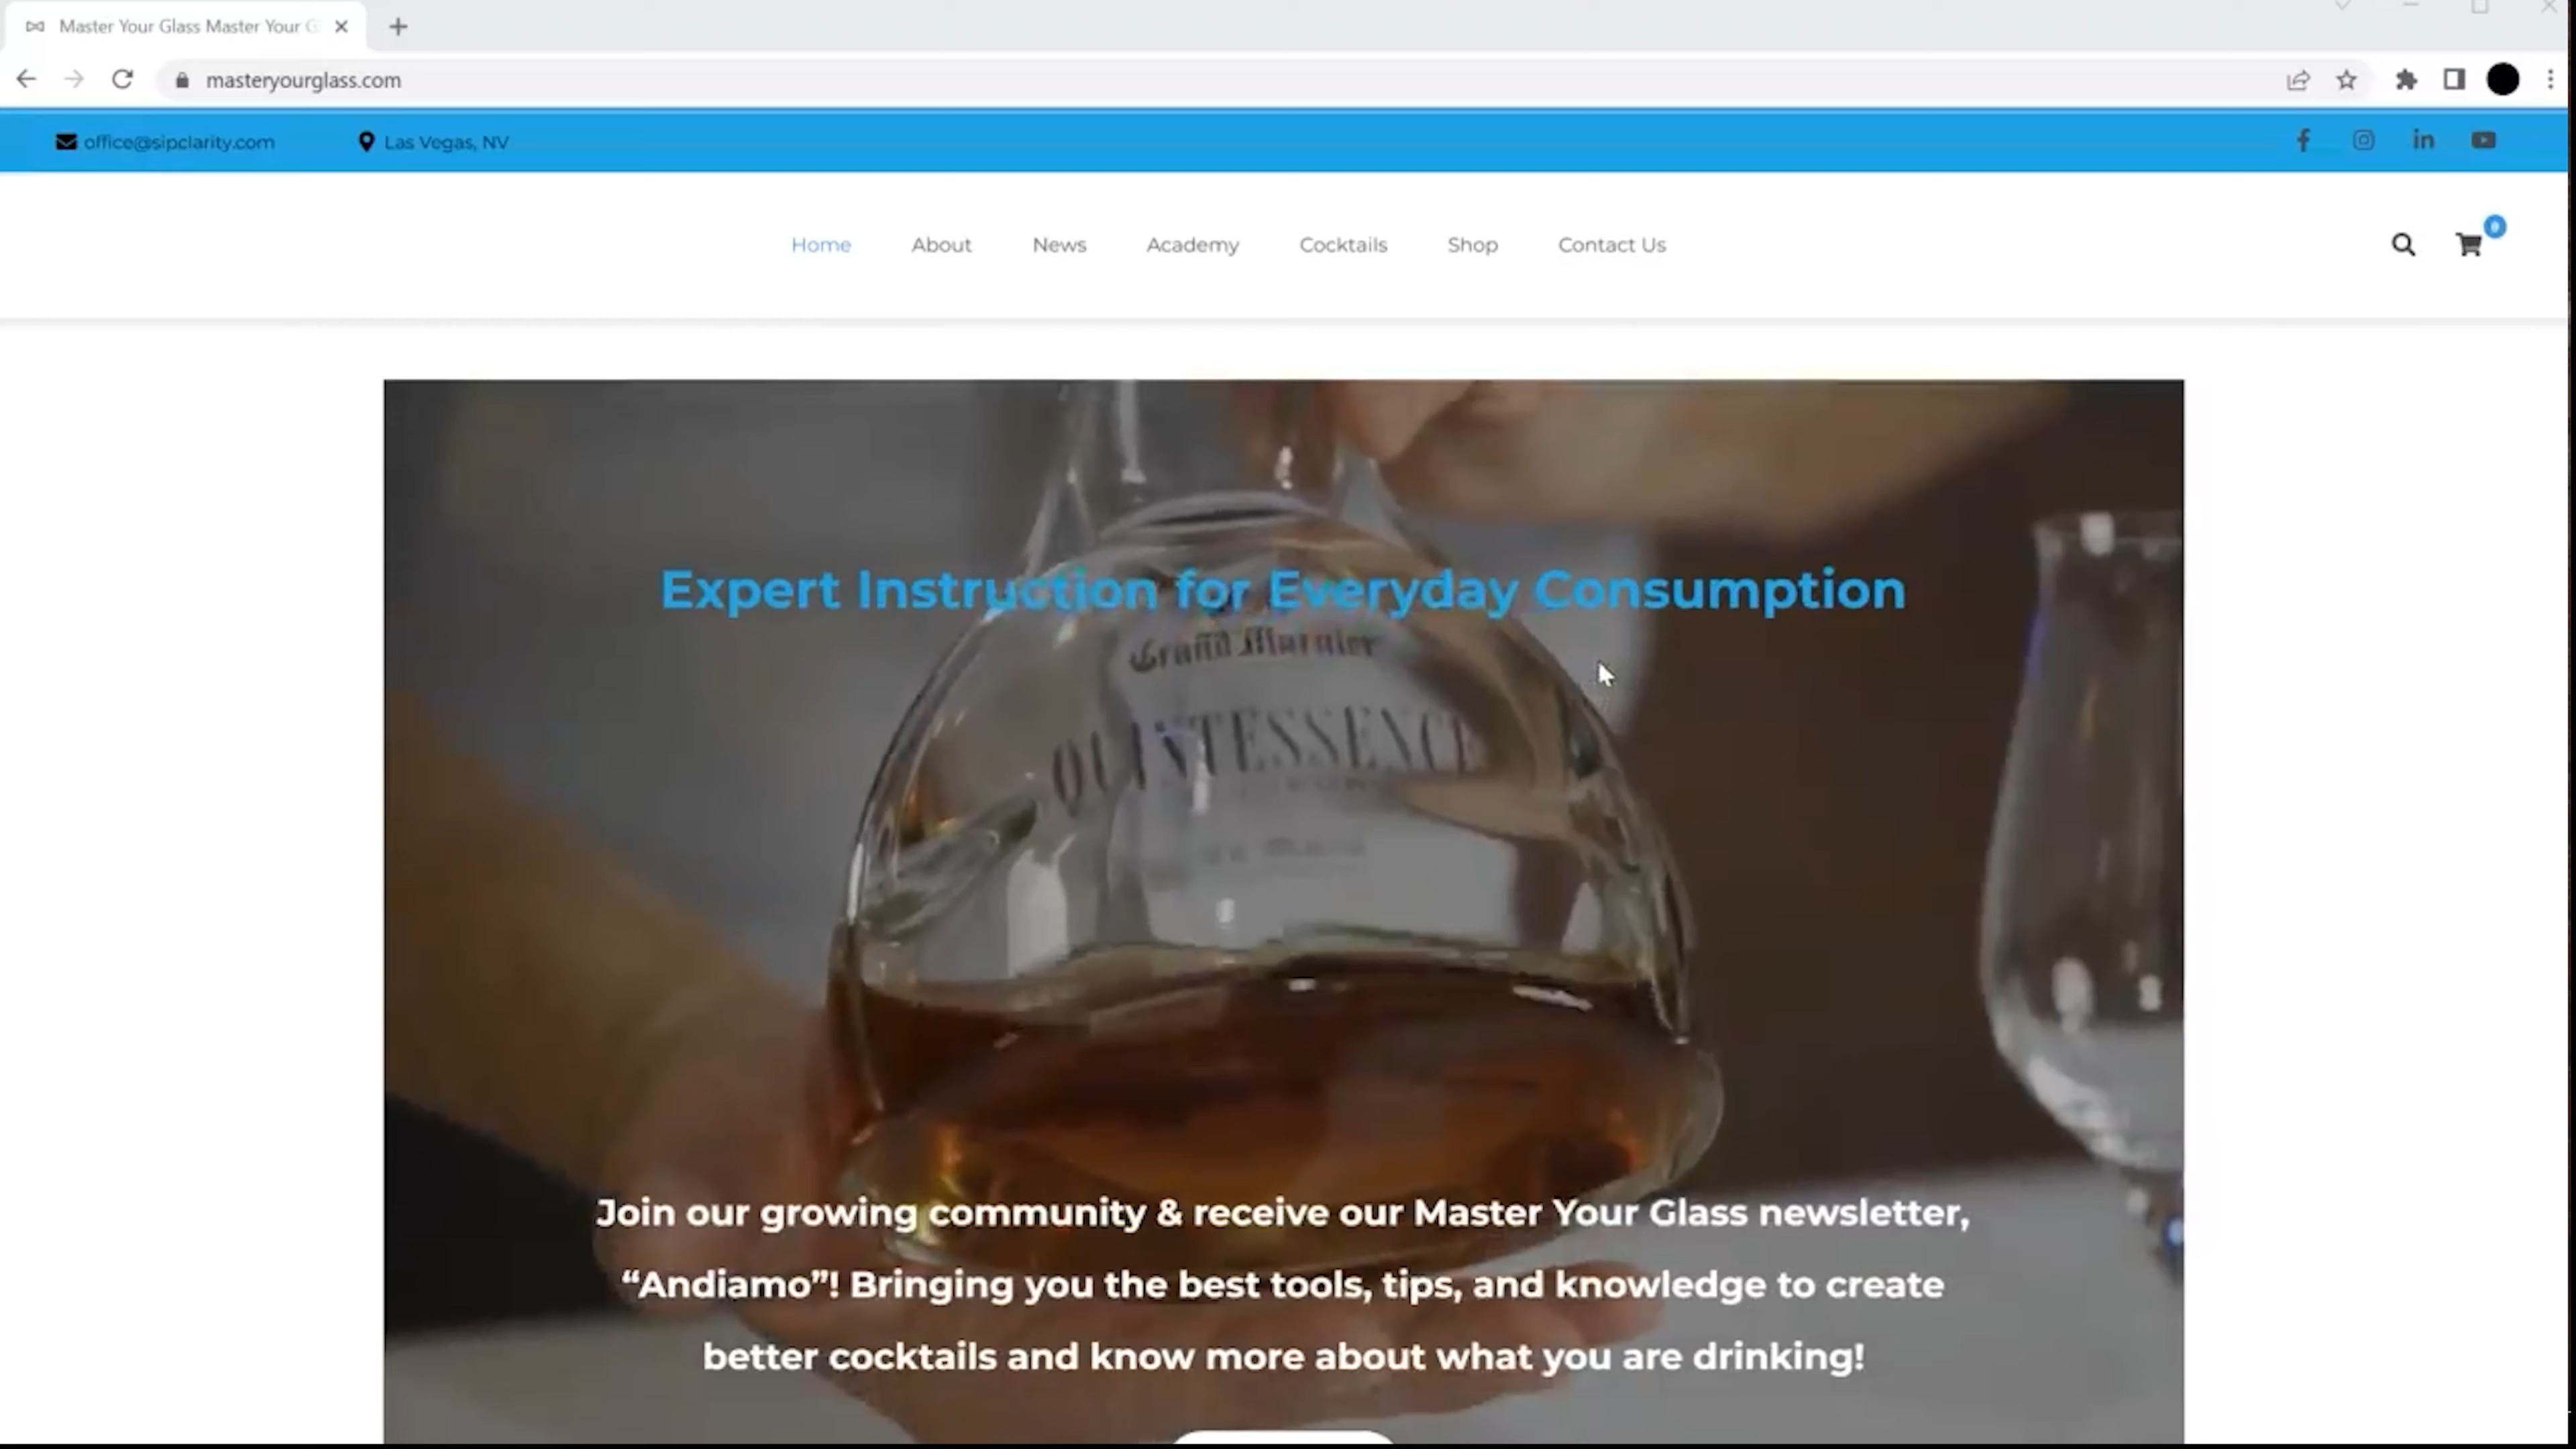 Master Your Glass Master Your G
masteryourglass.com
office@sipclarity.com
Las Vegas, NV
Home
About
News
Academy
Cocktails
Shop
Contact Us
0
Expert Instruction for Everyday Consumption
Grand Marnier
QUINTESSENCE
Join our growing community & receive our Master Your Glass newsletter,
“Andiamo”! Bringing you the best tools, tips, and knowledge to create
better cocktails and know more about what you are drinking!